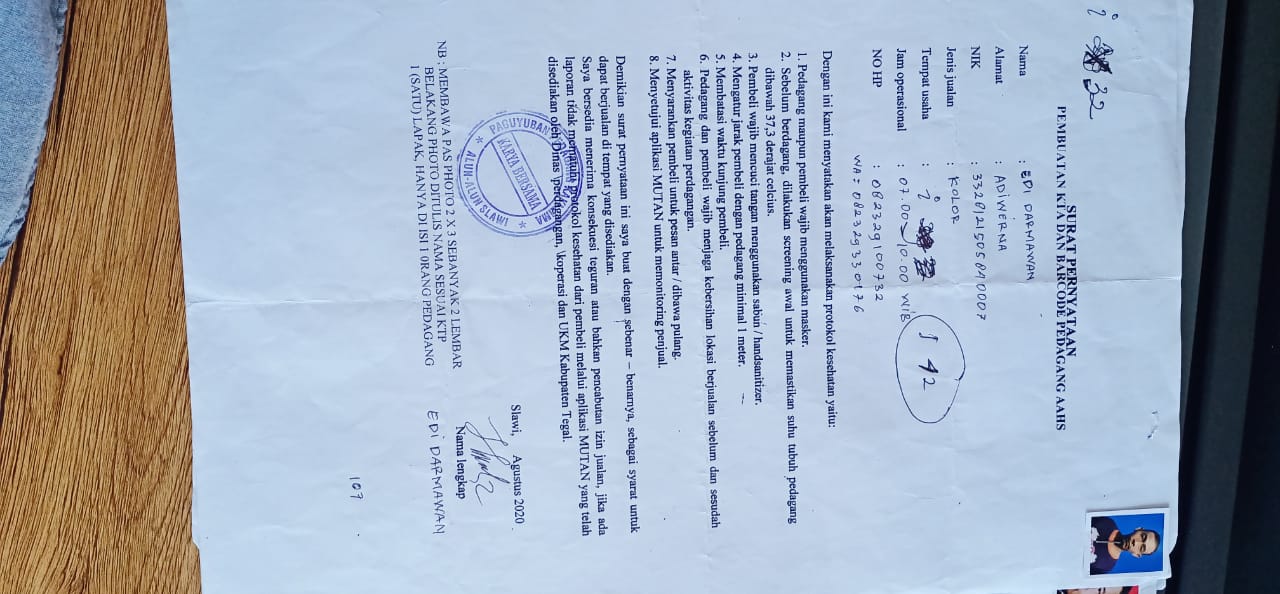 i 32
SURAT PERNYATAAN
PEMBUATAN KTA DAN BARCODE PEDAGANG AAHS
Nama : EDI DARMAWAN
Alamat : ADIWERNA
NIK :
Jenis jualan : KOLOR
Tempat usaha : i
I 42
Jam operasional : 07.00 10.00 WIB
NO HP : 082329100732
WA : 082329330176
Dengan ini kami menyatakan akan melaksanakan protokol kesehatan yaitu:
1. Pedagang maupun pembeli wajib menggunakan masker.
2. Sebelum berdagang, dilakukan screening awal untuk memastikan suhu tubuh pedagang
dibawah 37,3 derajat celcius.
3. Pembeli wajib mencuci tangan menggunakan sabun / handsanitizer.
4. Mengatur jarak pembeli dengan pedagang minimal 1 meter.
5. Membatasi waktu kunjung pembeli.
6. Pedagang dan pembeli wajib menjaga kebersihan lokasi berjualan sebelum dan sesudah
aktivitas kegiatan perdagangan.
7. Menyarankan pembeli untuk pesan antar / dibawa pulang.
8. Menyetujui aplikasi MUTAN untuk memonitoring penjual.
Demikian surat pernyataan ini saya buat dengan sebenar – benarnya, sebagai syarat untuk
dapat berjualan di tempat yang disediakan.
Saya bersedia menerima konsekuesi teguran atau bahkan pencabutan izin jualan, jika ada
laporan tidak mematuhi protokol kesehatan dari pembeli melalui aplikasi MUTAN yang telah
disediakan oleh Dinas perdagangan, koperasi dan UKM Kabupaten Tegal.
PAGUYUBAN
KARYA BERSAMA
ALUN-ALUN SLAWI
Slawi, Agustus 2020
Nama lengkap
EDI DARMAWAN
NB : MEMBAWA PAS PHOTO 2 X 3 SEBANYAK 2 LEMBAR
BELAKANG PHOTO DITULIS NAMA SESUAI KTP
1 (SATU) LAPAK, HANYA DI ISI 1 0RANG PEDAGANG
107